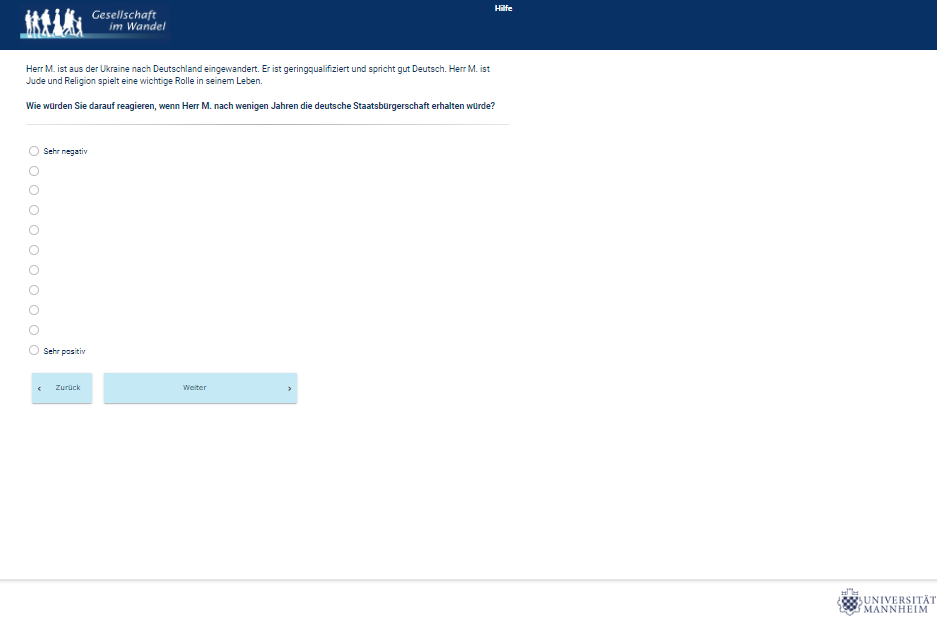 Gesellschaft
im Wandel
Hilfe
Herr M. ist aus der Ukraine nach Deutschland eingewandert. Er ist geringqualifiziert und spricht gut Deutsch. Herr M. ist
Jude und Religion spielt eine wichtige Rolle in seinem Leben.
Wie würden Sie darauf reagieren, wenn Herr M. nach wenigen Jahren die deutsche Staatsbürgerschaft erhalten würde?
Sehr negativ
Sehr positiv
‹ Zurück
Weiter ›
UNIVERSITÄT
MANNHEIM